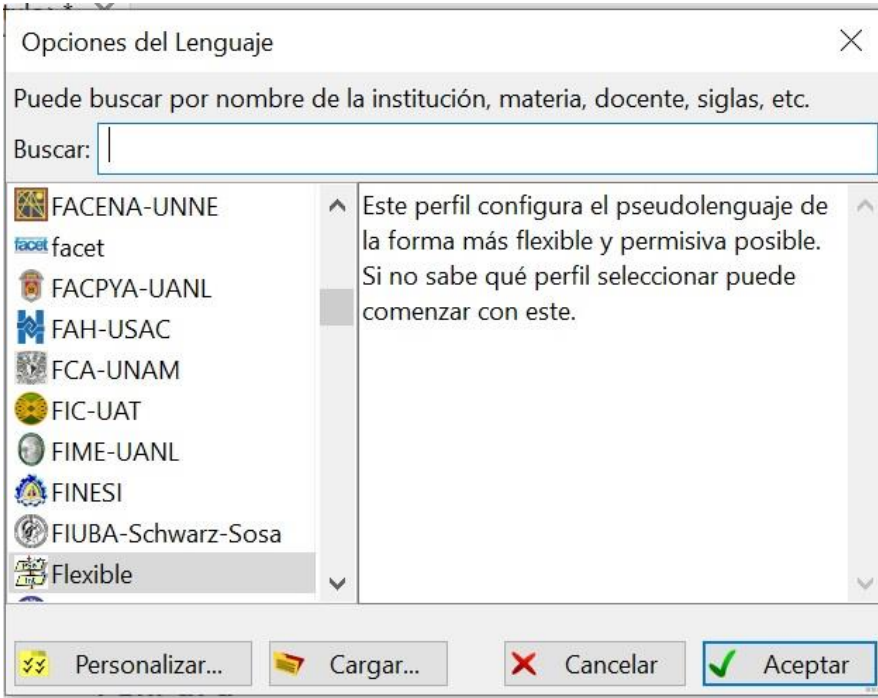 Opciones del Lenguaje
Puede buscar por nombre de la institución, materia, docente, siglas, etc.
Buscar:
FACENA-UNNE
facet facet
FACPYA-UANL
FAH-USAC
FCA-UNAM
FIC-UAT
FIME-UANL
FINESI
FIUBA-Schwarz-Sosa
Flexible
Este perfil configura el pseudolenguaje de
la forma más flexible y permisiva posible.
Si no sabe qué perfil seleccionar puede
comenzar con este.
Personalizar...
Cargar...
Cancelar
Aceptar